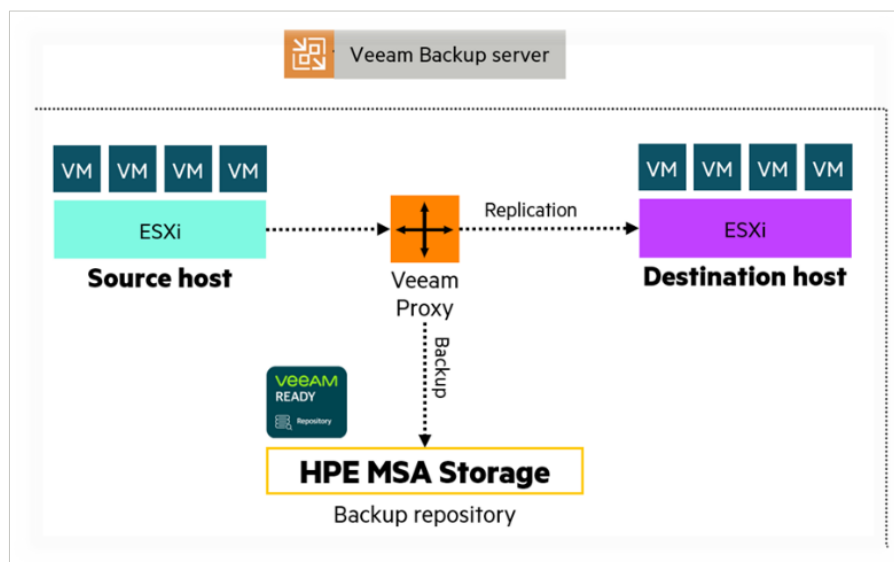 Veeam Backup server
VM VM VM VM
ESXi
Source host
Replication
Veeam
Proxy
VM VM VM VM
ESXi
Destination host
Backup
VEEAM
READY
Repository
HPE MSA Storage
Backup repository